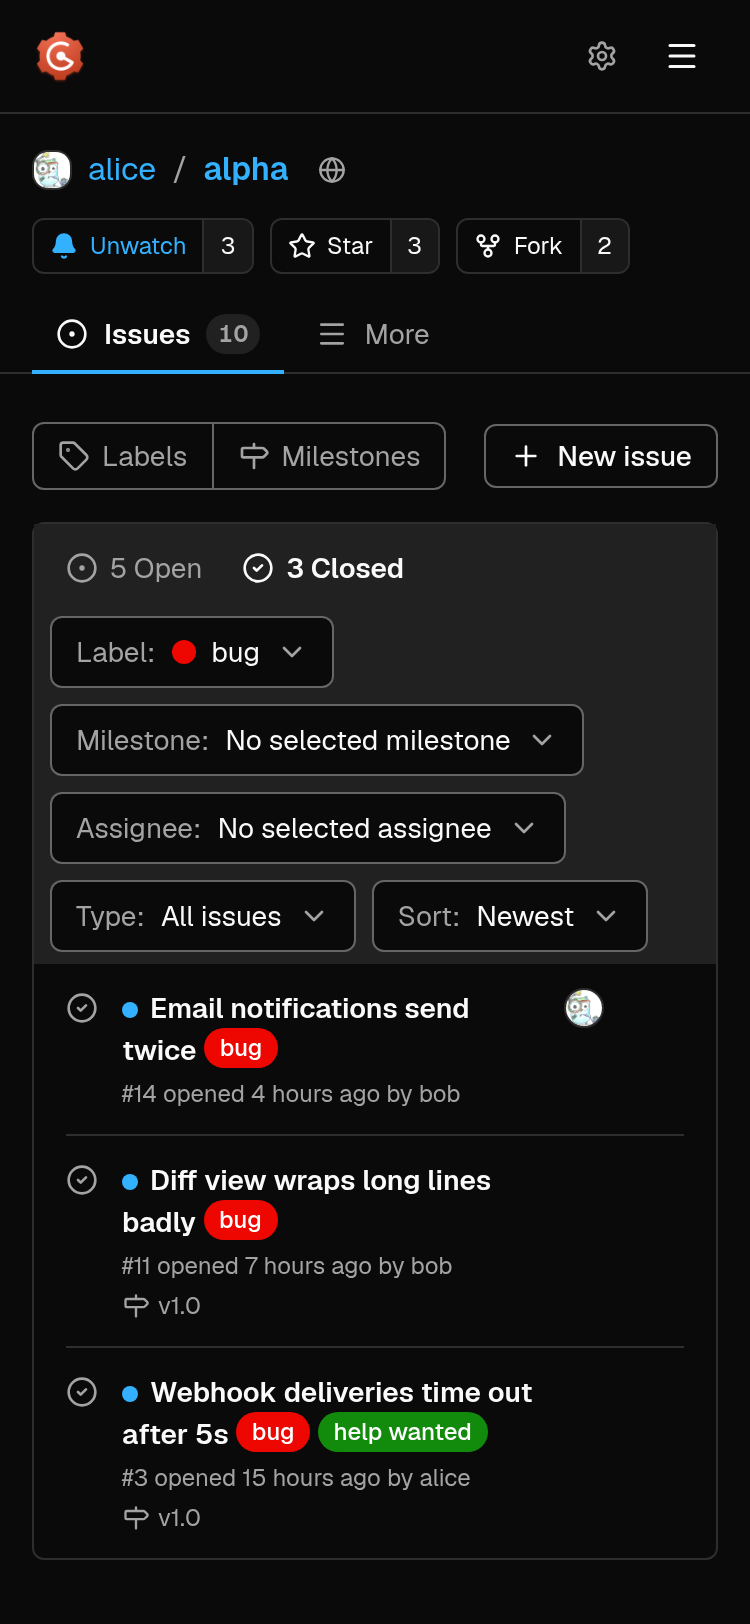 alice / alpha
Unwatch 3 Star 3 Fork 2
Issues 10 More
Labels Milestones New issue
5 Open 3 Closed
Label: bug
Milestone: No selected milestone
Assignee: No selected assignee
Type: All issues Sort: Newest
Email notifications send
twice bug
#14 opened 4 hours ago by bob
Diff view wraps long lines
badly bug
#11 opened 7 hours ago by bob
v1.0
Webhook deliveries time out
after 5s bug help wanted
#3 opened 15 hours ago by alice
v1.0